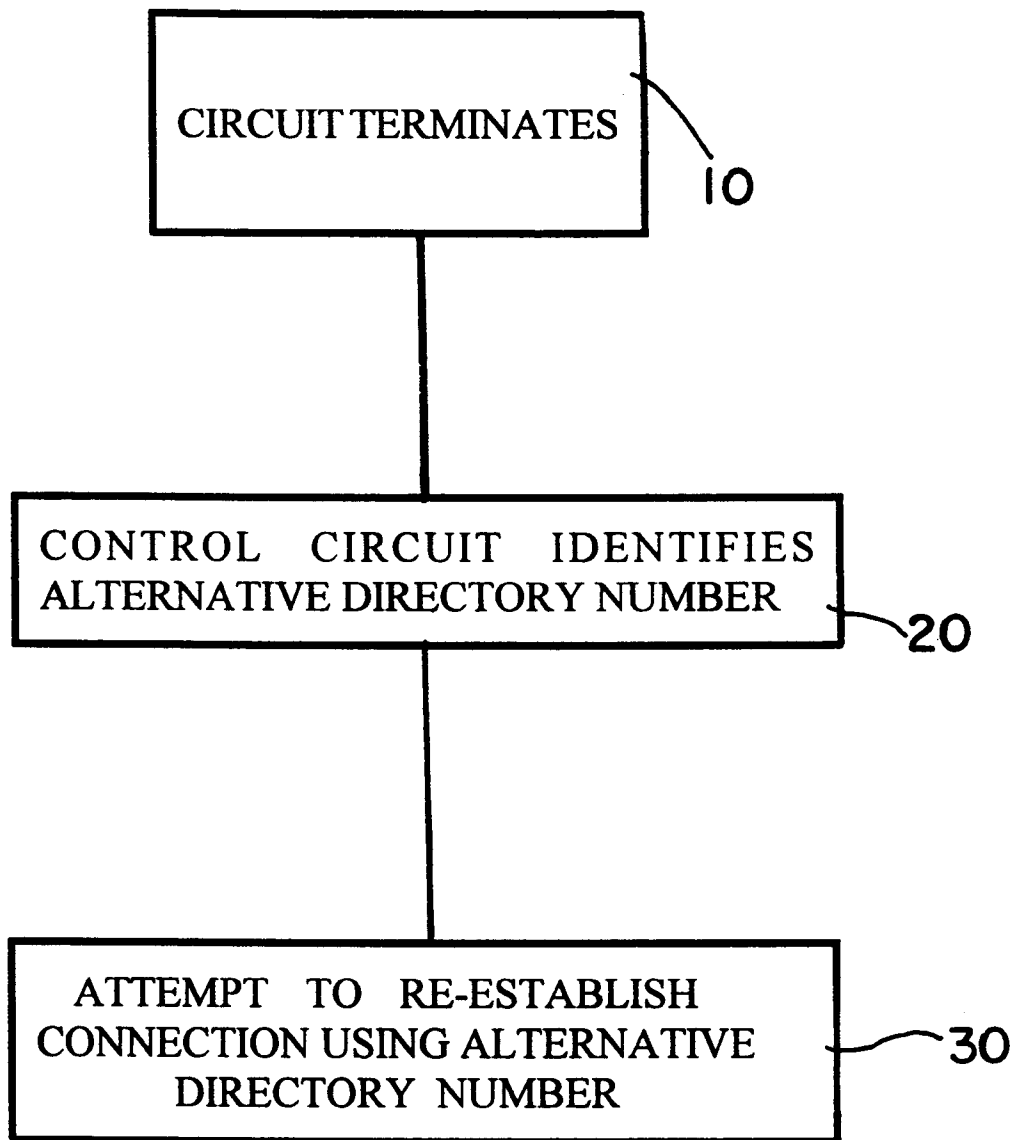 CIRCUIT TERMINATES
10
CONTROL CIRCUIT IDENTIFIES
ALTERNATIVE DIRECTORY NUMBER
20
ATTEMPT TO RE-ESTABLISH
CONNECTION USING ALTERNATIVE
DIRECTORY NUMBER
30